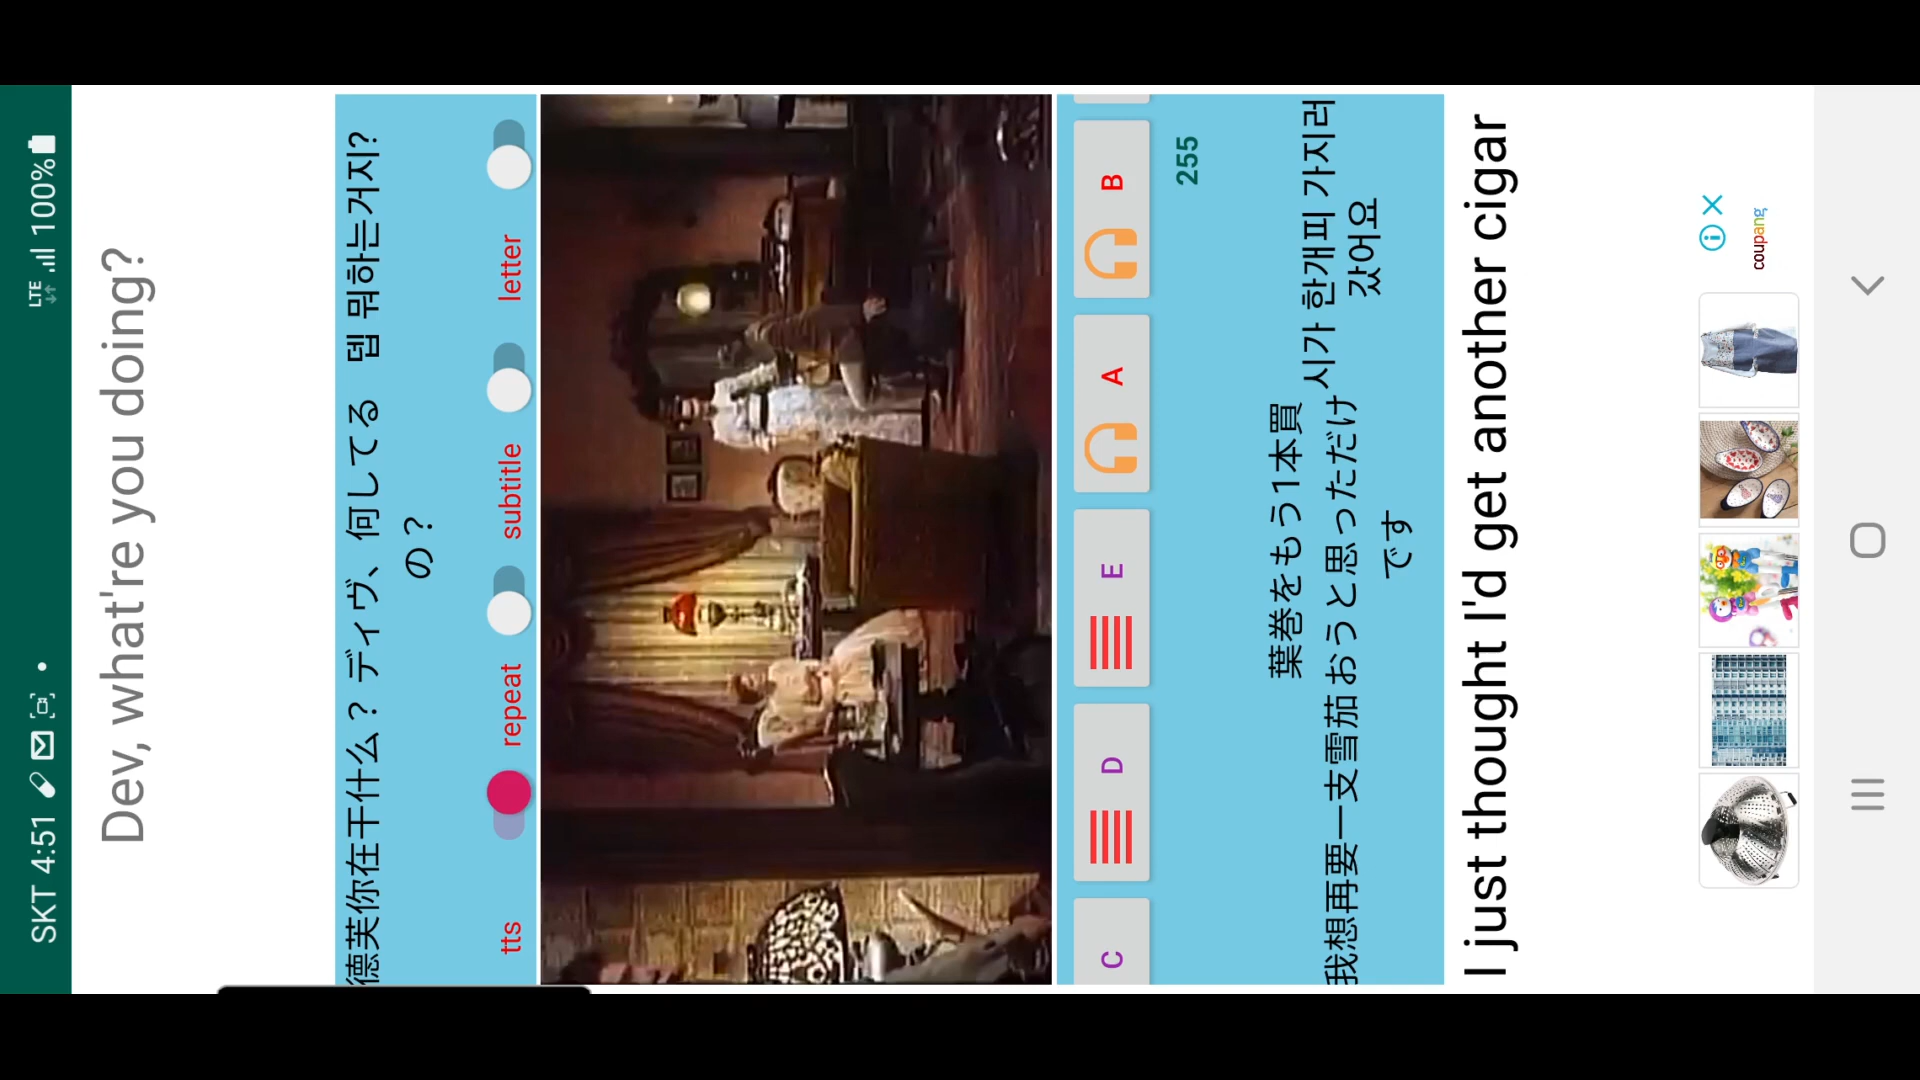 SKT 4:51
LTE 100%
Dev, what're you doing?
德芙你在干什么？
ディヴ、何してる
の？
뎁 뭐하는거지?
tts
repeat
subtitle
letter
C
D
E
A
B
255
我想再要一支雪茄
葉巻をもう1本買
おうと思っただけ
です
시가 한개피 가지러
갔어요
I just thought I'd get another cigar
coupang